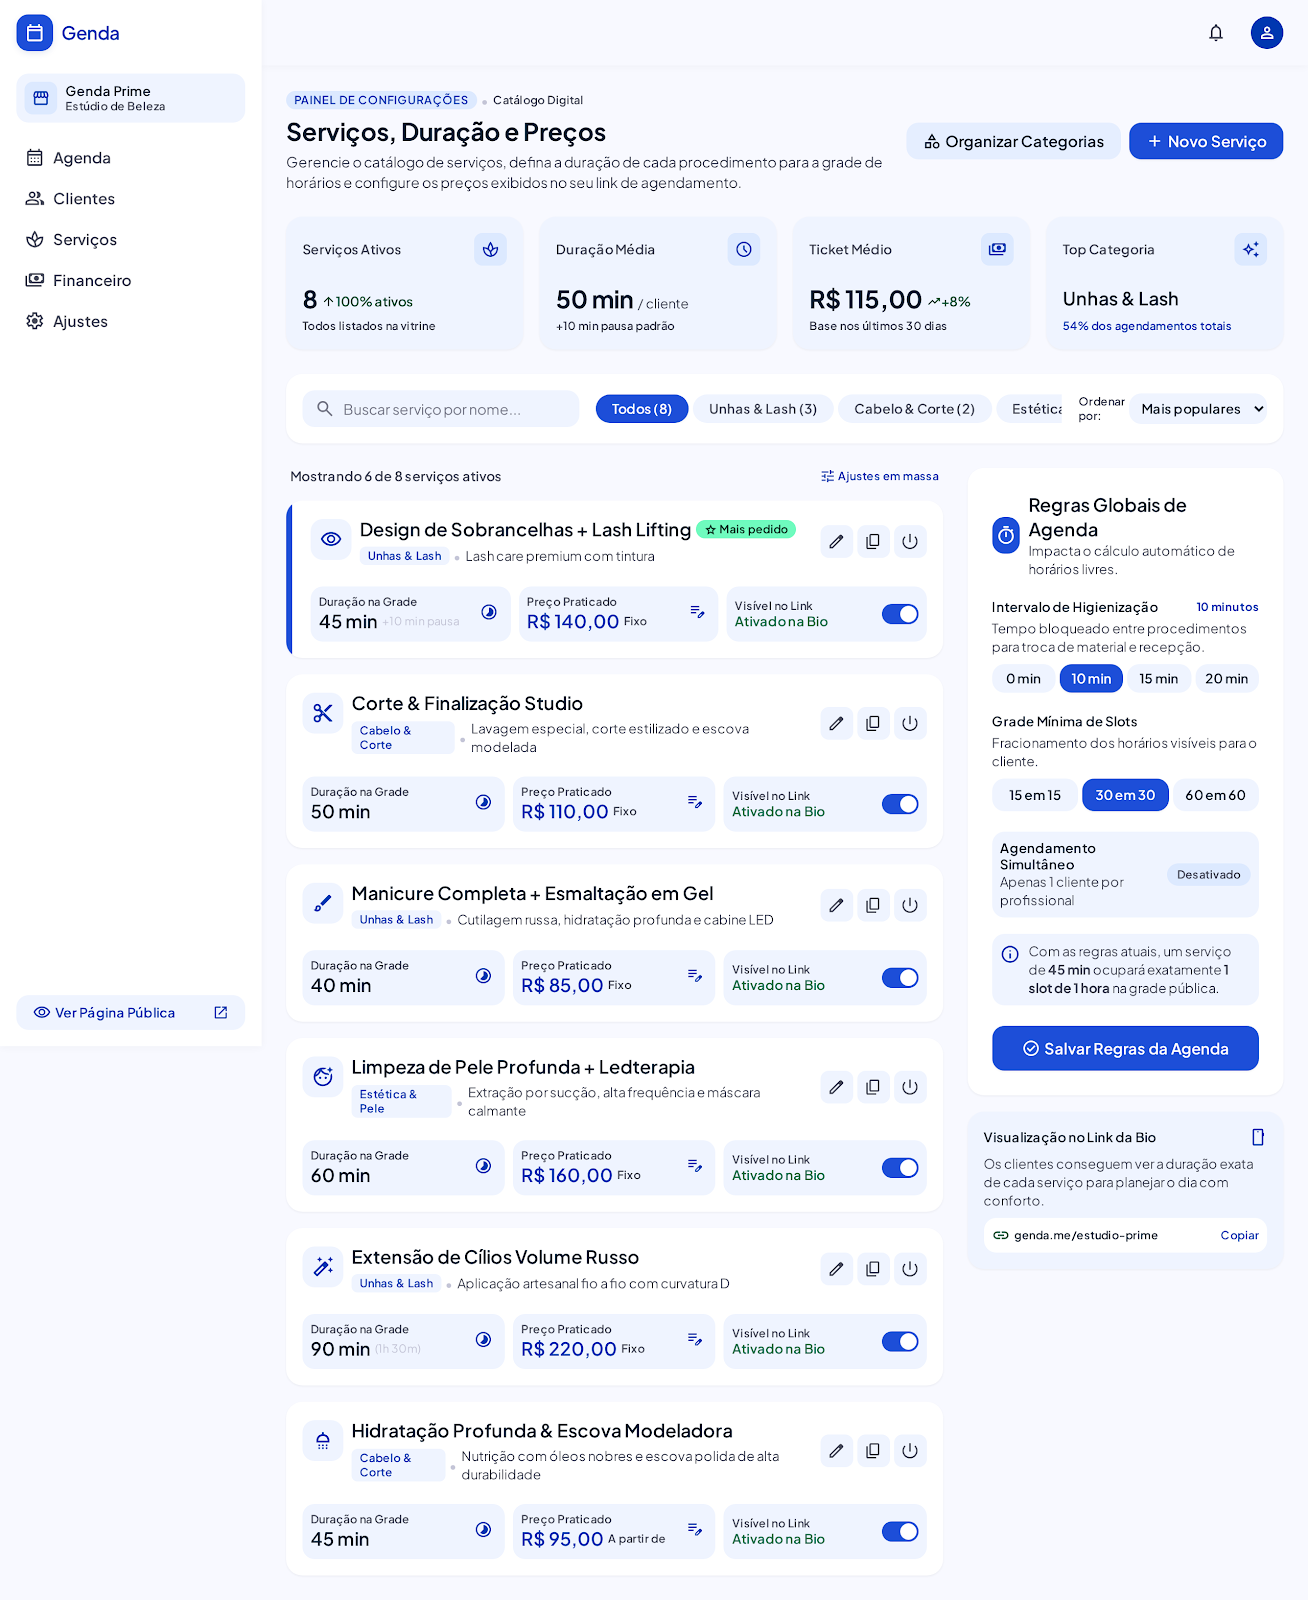 Genda
Genda Prime
Estúdio de Beleza
Agenda
Clientes
Serviços
Financeiro
Ajustes
Ver Página Pública
PAINEL DE CONFIGURAÇÕES
Catálogo Digital
Serviços, Duração e Preços
Gerencie o catálogo de serviços, defina a duração de cada procedimento para a grade de
horários e configure os preços exibidos no seu link de agendamento.
Organizar Categorias
Novo Serviço
Serviços Ativos
8 100% ativos
Todos listados na vitrine
Duração Média
50 min / cliente
+10 min pausa padrão
Ticket Médio
R$ 115,00 +8%
Base nos últimos 30 dias
Top Categoria
Unhas & Lash
54% dos agendamentos totais
Buscar serviço por nome...
Todos (8)
Unhas & Lash (3)
Cabelo & Corte (2)
Estética
Ordenar
por:
Mais populares
Mostrando 6 de 8 serviços ativos
Ajustes em massa
Design de Sobrancelhas + Lash Lifting
Mais pedido
Unhas & Lash
Lash care premium com tintura
Duração na Grade
45 min +10 min pausa
Preço Praticado
R$ 140,00 Fixo
Visível no Link
Ativado na Bio
Corte & Finalização Studio
Cabelo &
Corte
Lavagem especial, corte estilizado e escova
modelada
Duração na Grade
50 min
Preço Praticado
R$ 110,00 Fixo
Visível no Link
Ativado na Bio
Manicure Completa + Esmaltação em Gel
Unhas & Lash
Cutilagem russa, hidratação profunda e cabine LED
Duração na Grade
40 min
Preço Praticado
R$ 85,00 Fixo
Visível no Link
Ativado na Bio
Limpeza de Pele Profunda + Ledterapia
Estética &
Pele
Extração por sucção, alta frequência e máscara
calmante
Duração na Grade
60 min
Preço Praticado
R$ 160,00 Fixo
Visível no Link
Ativado na Bio
Extensão de Cílios Volume Russo
Unhas & Lash
Aplicação artesanal fio a fio com curvatura D
Duração na Grade
90 min (1h 30m)
Preço Praticado
R$ 220,00 Fixo
Visível no Link
Ativado na Bio
Hidratação Profunda & Escova Modeladora
Cabelo &
Corte
Nutrição com óleos nobres e escova polida de alta
durabilidade
Duração na Grade
45 min
Preço Praticado
R$ 95,00 A partir de
Visível no Link
Ativado na Bio
Regras Globais de
Agenda
Impacta o cálculo automático de
horários livres.
Intervalo de Higienização
10 minutos
Tempo bloqueado entre procedimentos
para troca de material e recepção.
0 min
10 min
15 min
20 min
Grade Mínima de Slots
Fracionamento dos horários visíveis para o
cliente.
15 em 15
30 em 30
60 em 60
Agendamento
Simultâneo
Apenas 1 cliente por
profissional
Desativado
Com as regras atuais, um serviço
de 45 min ocupará exatamente 1
slot de 1 hora na grade pública.
Salvar Regras da Agenda
Visualização no Link da Bio
Os clientes conseguem ver a duração exata
de cada serviço para planejar o dia com
conforto.
genda.me/estudio-prime
Copiar